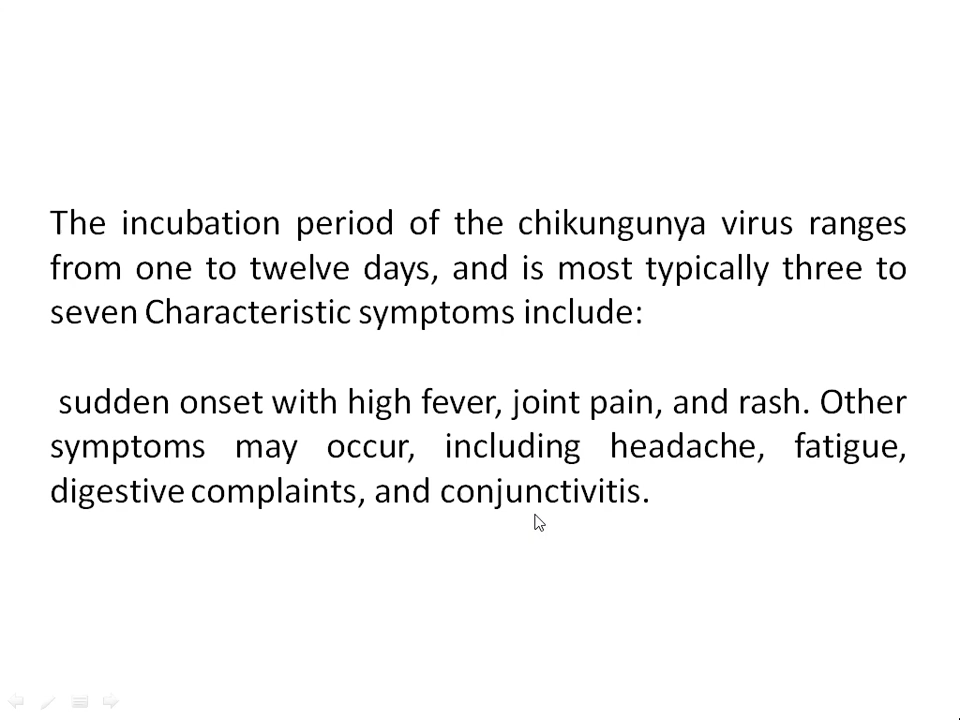 The incubation period of the chikungunya virus ranges
from one to twelve days, and is most typically three to
seven Characteristic symptoms include:
sudden onset with high fever, joint pain, and rash. Other
symptoms may occur, including headache, fatigue,
digestive complaints, and conjunctivitis.